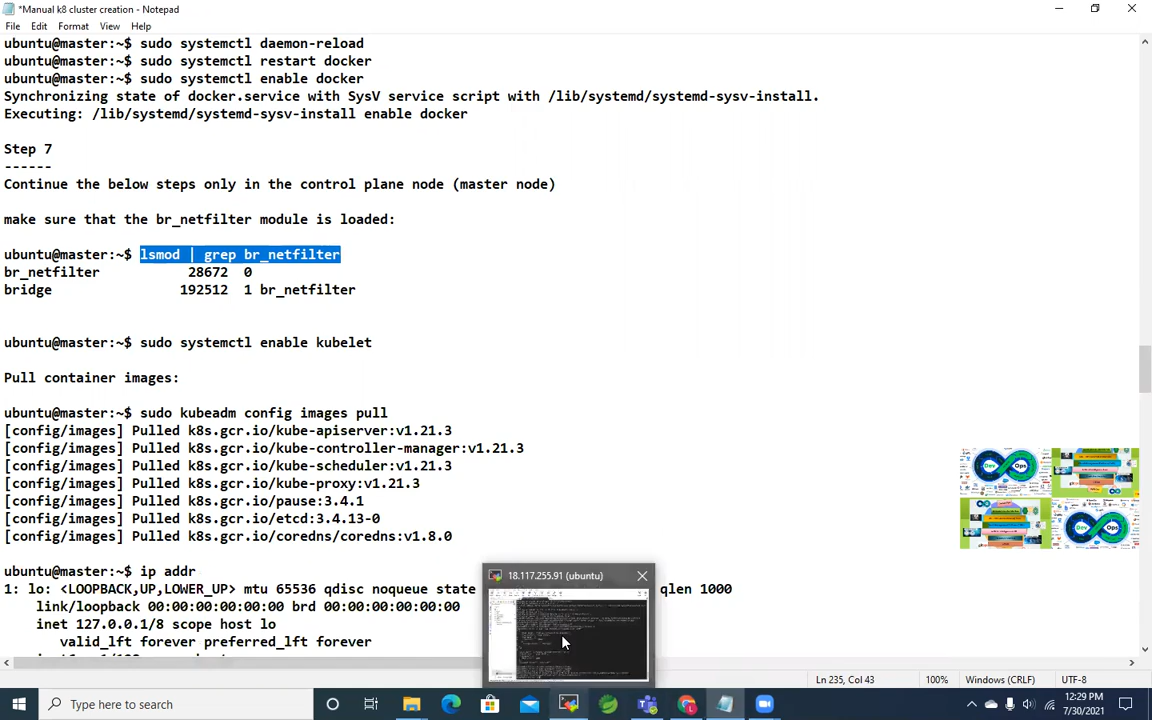 *Manual k8 cluster creation - Notepad
File Edit Format View Help
ubuntu@master:~$ sudo systemctl daemon-reload
ubuntu@master:~$ sudo systemctl restart docker
ubuntu@master:~$ sudo systemctl enable docker
Synchronizing state of docker.service with SysV service script with /lib/systemd/systemd-sysv-install.
Executing: /lib/systemd/systemd-sysv-install enable docker
Step 7
------
Continue the below steps only in the control plane node (master node)
make sure that the br_netfilter module is loaded:
ubuntu@master:~$ lsmod | grep br_netfilter
br_netfilter 28672 0
bridge 192512 1 br_netfilter
ubuntu@master:~$ sudo systemctl enable kubelet
Pull container images:
ubuntu@master:~$ sudo kubeadm config images pull
[config/images] Pulled k8s.gcr.io/kube-apiserver:v1.21.3
[config/images] Pulled k8s.gcr.io/kube-controller-manager:v1.21.3
[config/images] Pulled k8s.gcr.io/kube-scheduler:v1.21.3
[config/images] Pulled k8s.gcr.io/kube-proxy:v1.21.3
[config/images] Pulled k8s.gcr.io/pause:3.4.1
[config/images] Pulled k8s.gcr.io/etcd:3.4.13-0
[config/images] Pulled k8s.gcr.io/coredns/coredns:v1.8.0
Dev Ops
Dev Ops
ubuntu@master:~$ ip addr
18.117.255.91 (ubuntu)
1: lo: <LOOPBACK,UP,LOWER_UP> mtu 65536 qdisc noqueue state qlen 1000
link/loopback 00:00:00:00:00:00 brd 00:00:00:00:00:00
inet 127.0.0.1/8 scope host lo
valid_lft forever preferred_lft forever
Ln 235, Col 43 100% Windows (CRLF) UTF-8
Type here to search
12:29 PM
7/30/2021